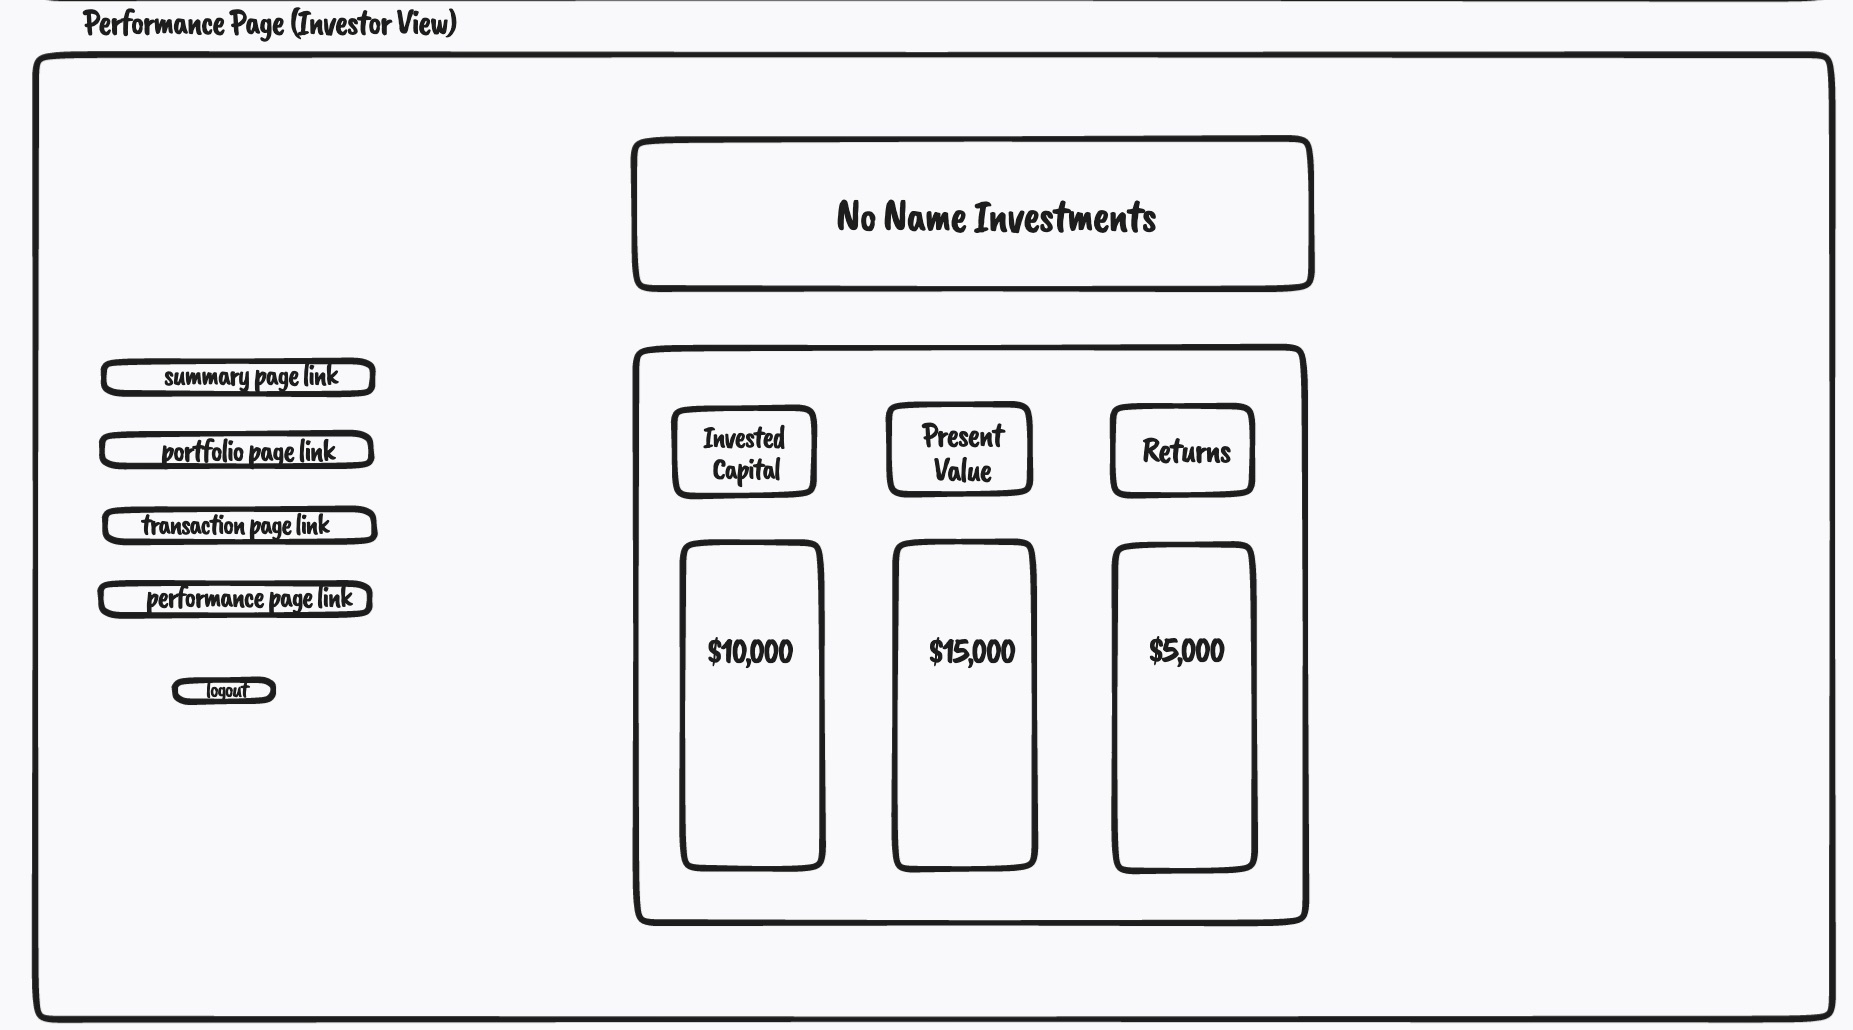 Performance Page (Investor View)
No Name Investments
summary page link
portfolio page link
transaction page link
performance page link
logout
Invested
Capital
Present
Value
Returns
$10,000
$15,000
$5,000